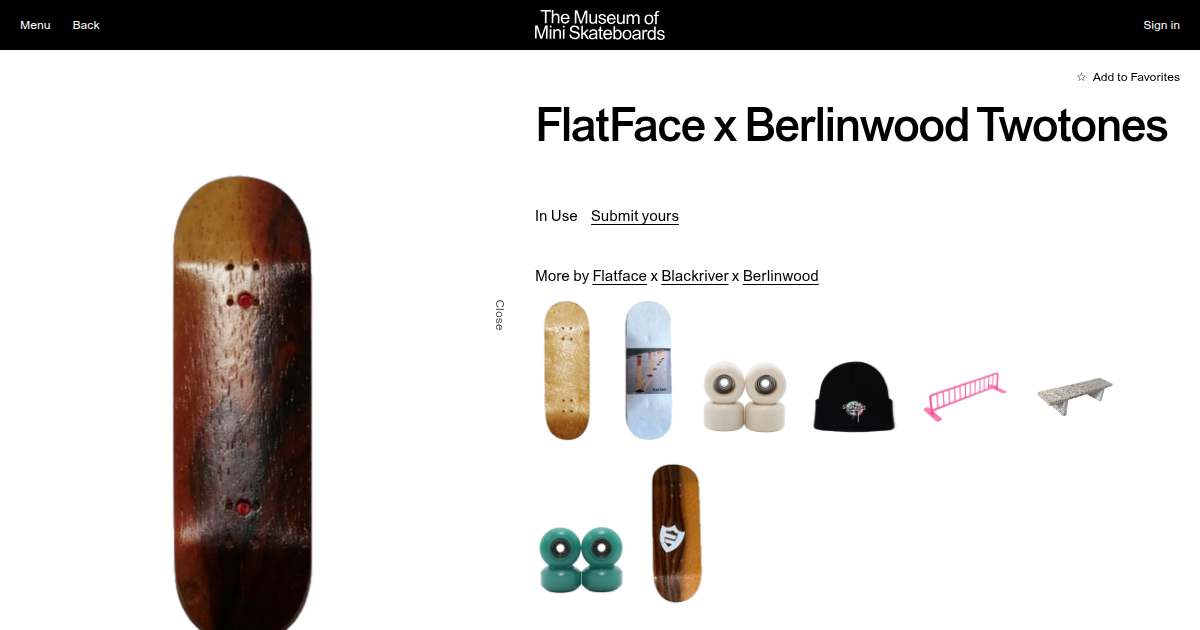 Menu
Back
The Museum of
Mini Skateboards
Sign in
☆ Add to Favorites
FlatFace x Berlinwood Twotones
In Use Submit yours
More by Flatface x Blackriver x Berlinwood
Close